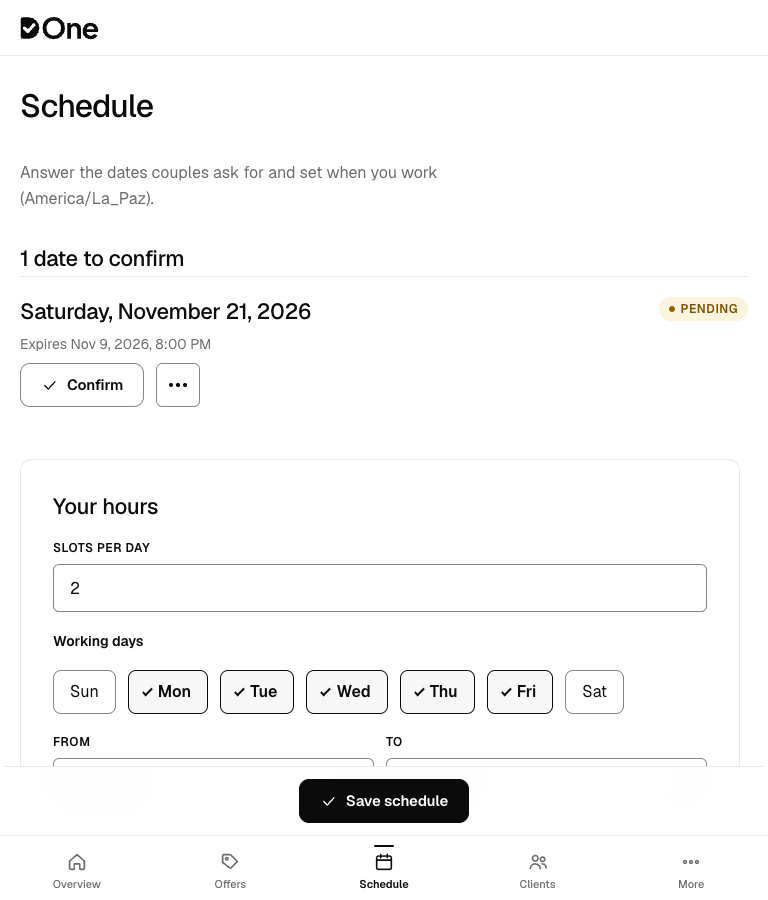 One
Schedule
Answer the dates couples ask for and set when you work
(America/La_Paz).
1 date to confirm
Saturday, November 21, 2026
PENDING
Expires Nov 9, 2026, 8:00 PM
Confirm
Your hours
SLOTS PER DAY
2
Working days
Sun Mon Tue Wed Thu Fri Sat
FROM TO
Save schedule
Overview Offers Schedule Clients More